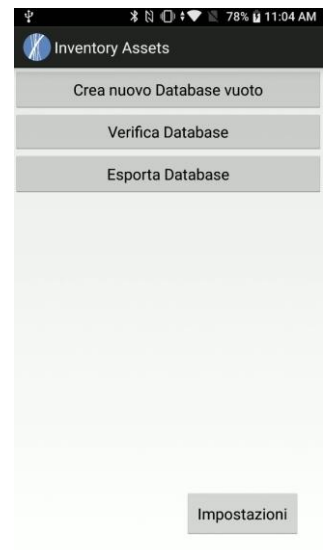 78% 11:04 AM
Inventory Assets
Crea nuovo Database vuoto
Verifica Database
Esporta Database
Impostazioni